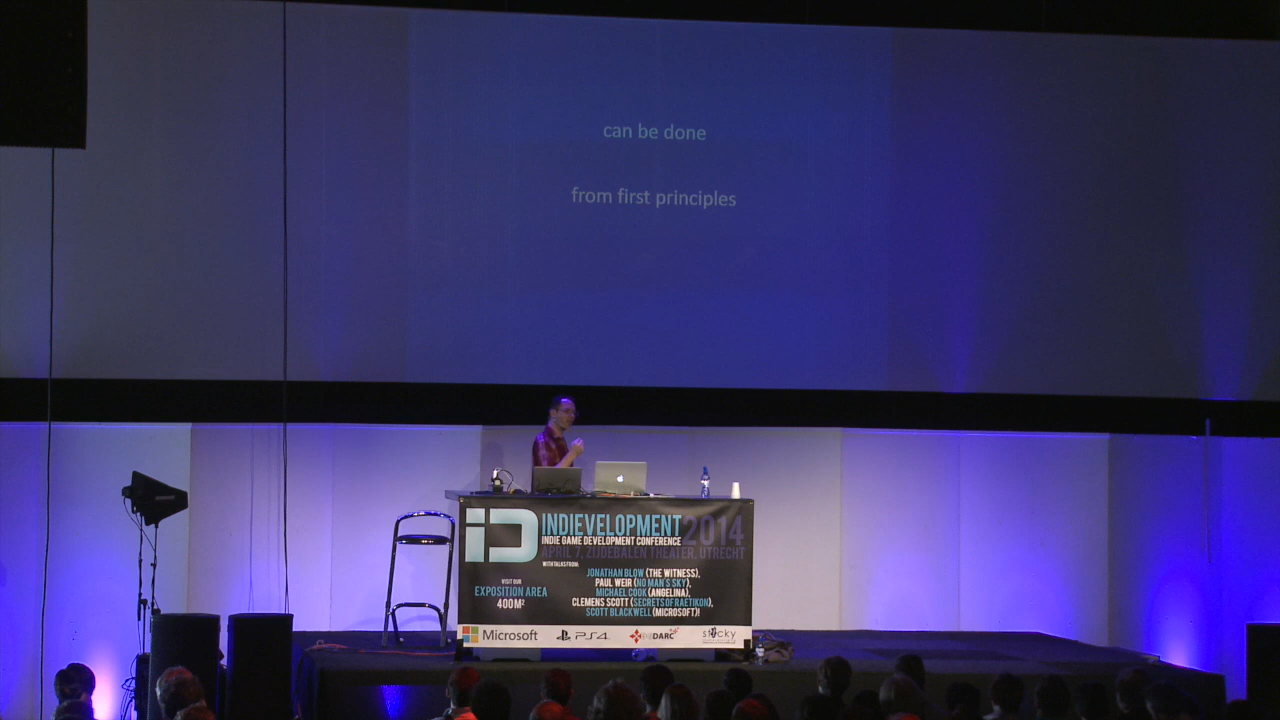 can be done
from first principles
iD
INDIEVELOPMENT 2014
INDIE GAME DEVELOPMENT CONFERENCE
APRIL 7, ZIJDEBALEN THEATER, UTRECHT
WITH TALKS FROM:
JONATHAN BLOW (THE WITNESS),
PAUL WEIR (NO MAN'S SKY),
MICHAEL COOK (ANGELINA),
CLEMENS SCOTT (SECRETS OF RAETIKON),
SCOTT BLACKWELL (MICROSOFT)!
VISIT OUR
EXPOSITION AREA
400M²
Microsoft PS4 DARC